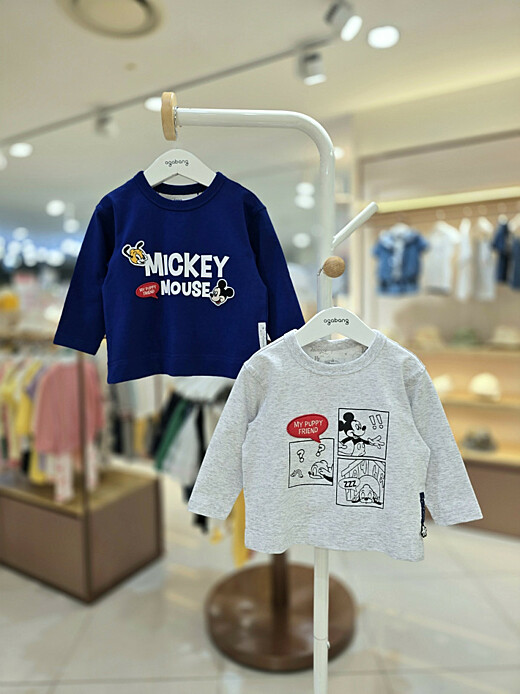 agabang
MICKEY
MY PUPPY
FRIEND
MOUSE
agabang
MY PUPPY
FRIEND
!!
? ?
ZZZ